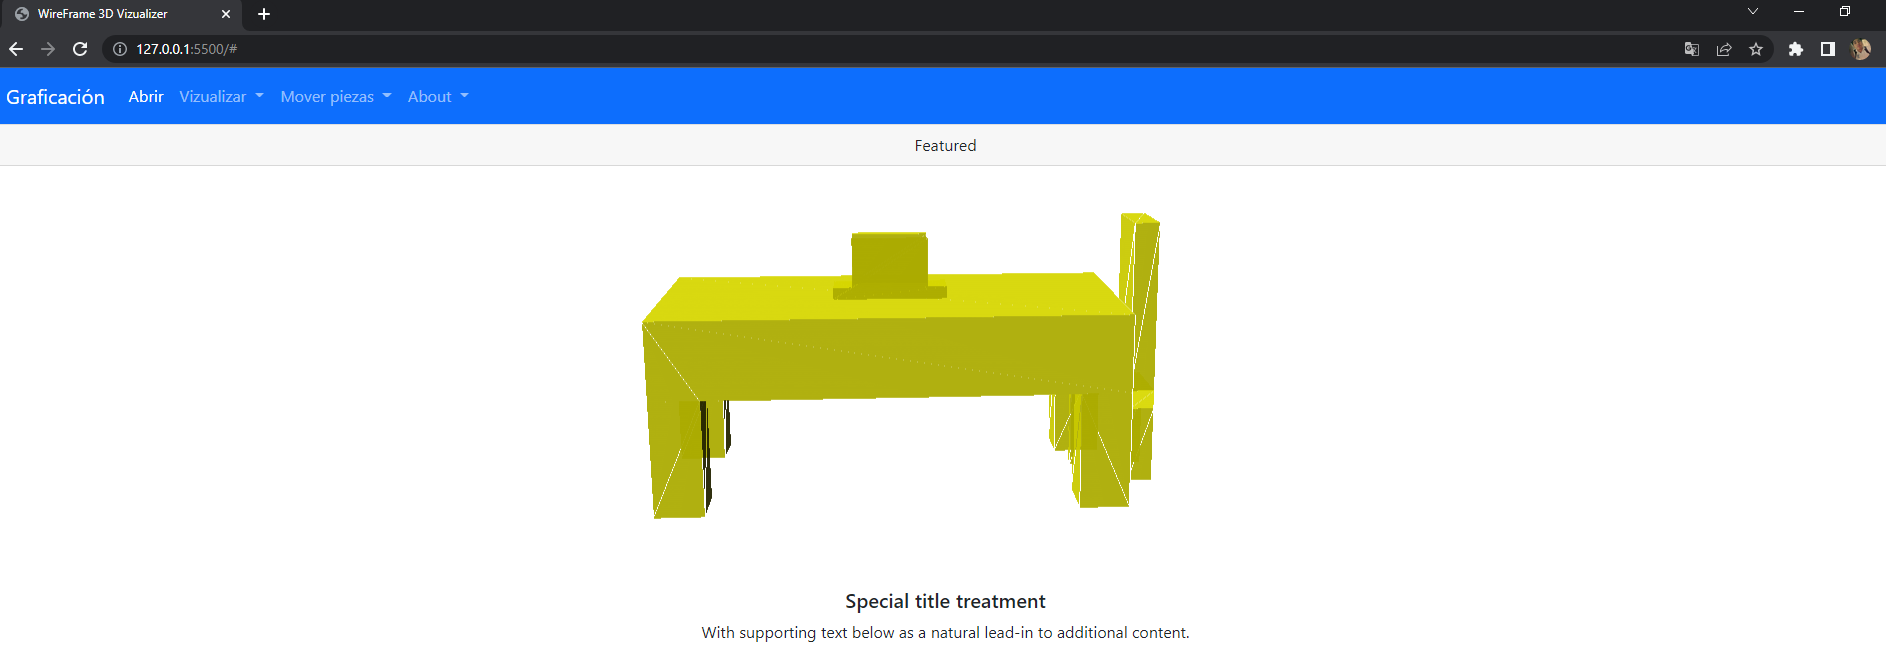 WireFrame 3D Vizualizer
127.0.0.1:5500/#
Graficación Abrir Vizualizar Mover piezas About
Featured
Special title treatment
With supporting text below as a natural lead-in to additional content.